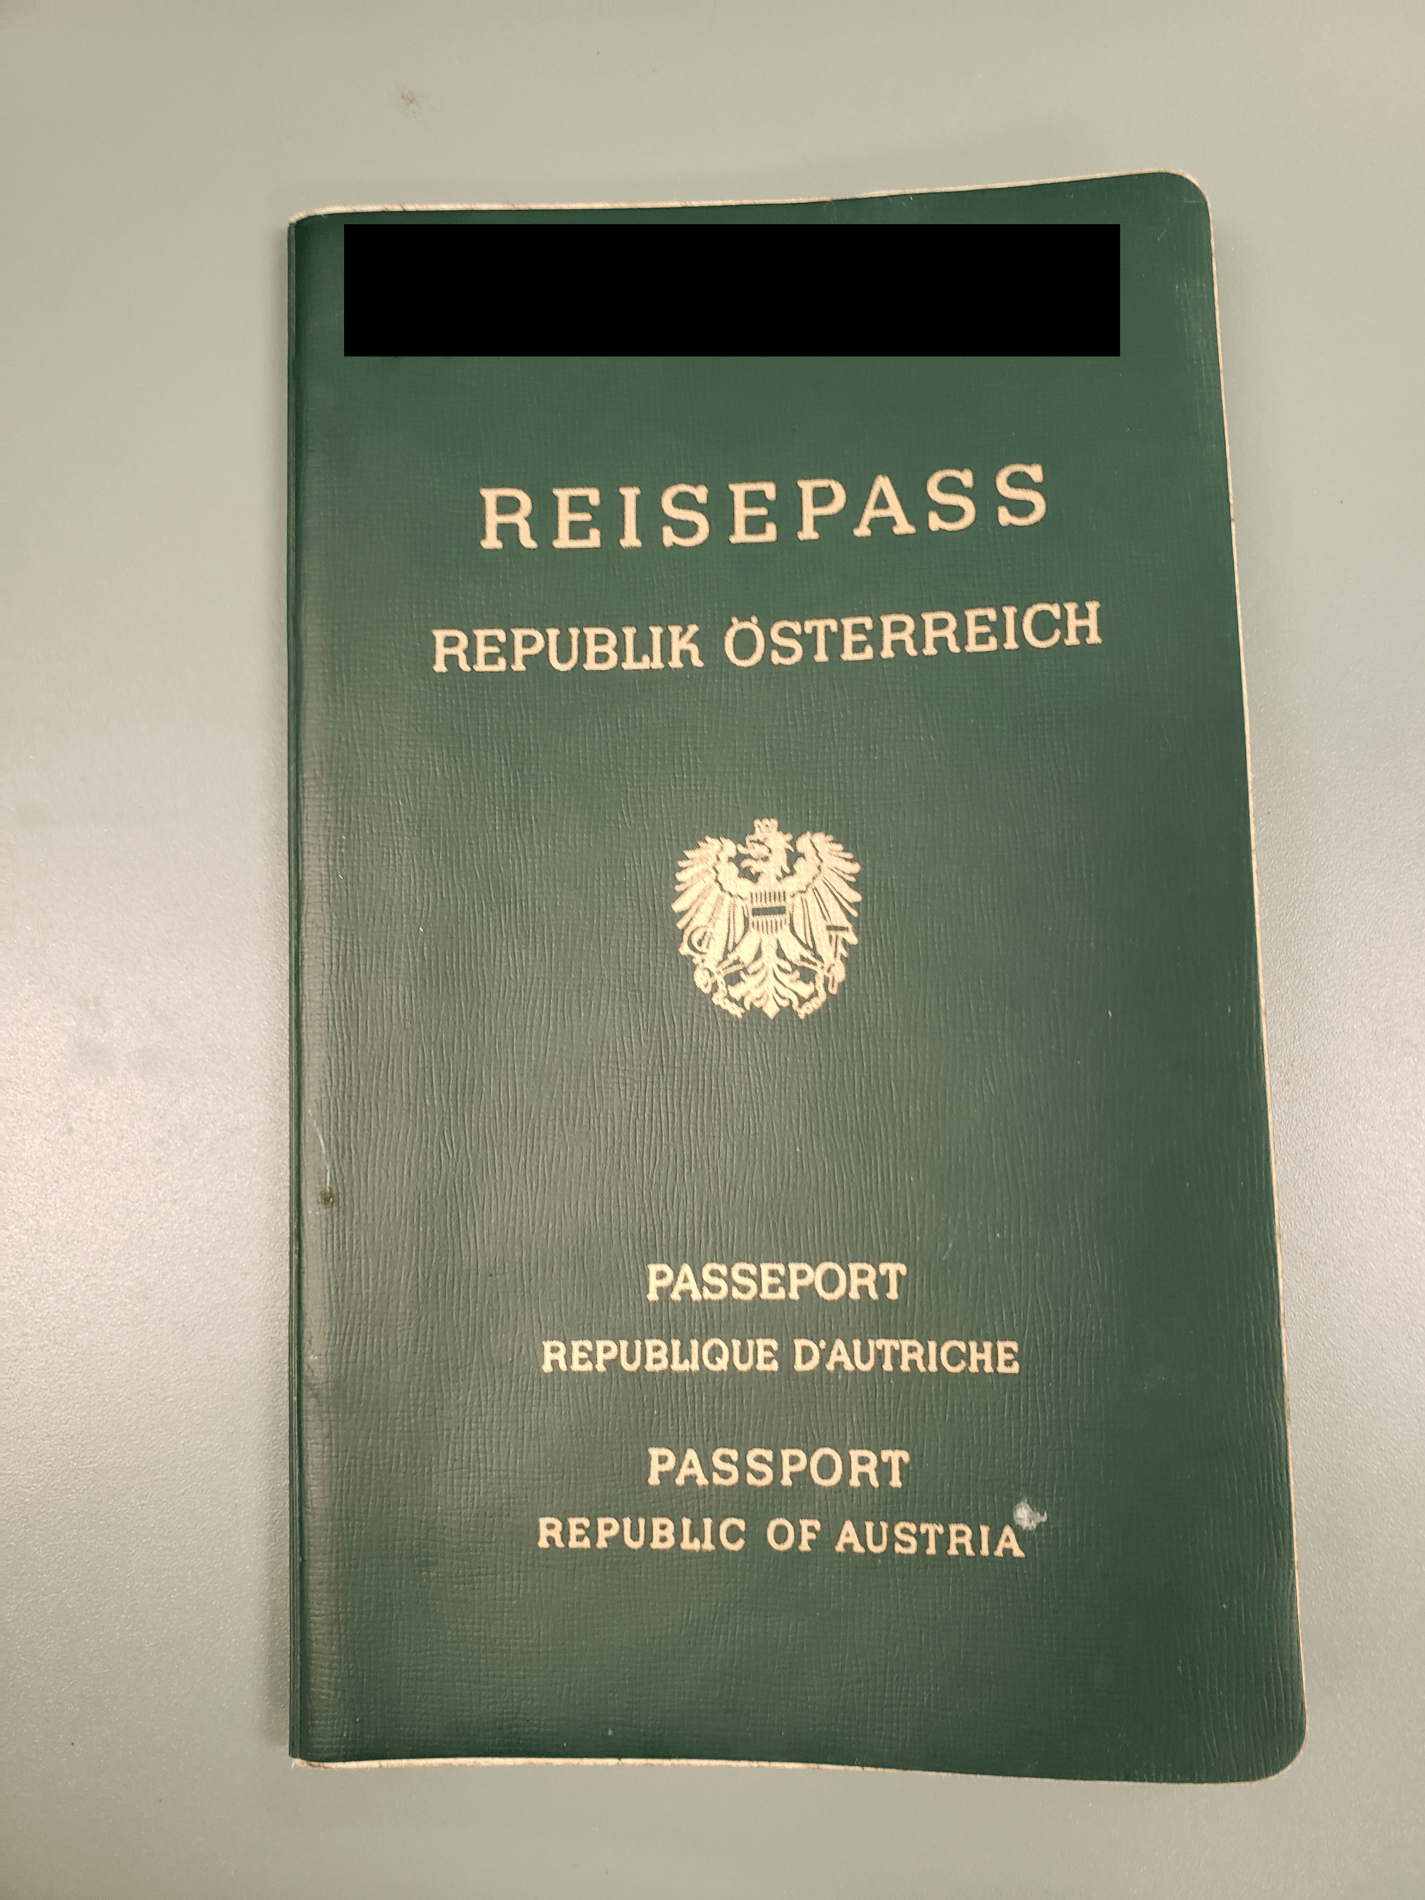 REISEPASS
REPUBLIK ÖSTERREICH
PASSEPORT
REPUBLIQUE D'AUTRICHE
PASSPORT
REPUBLIC OF AUSTRIA